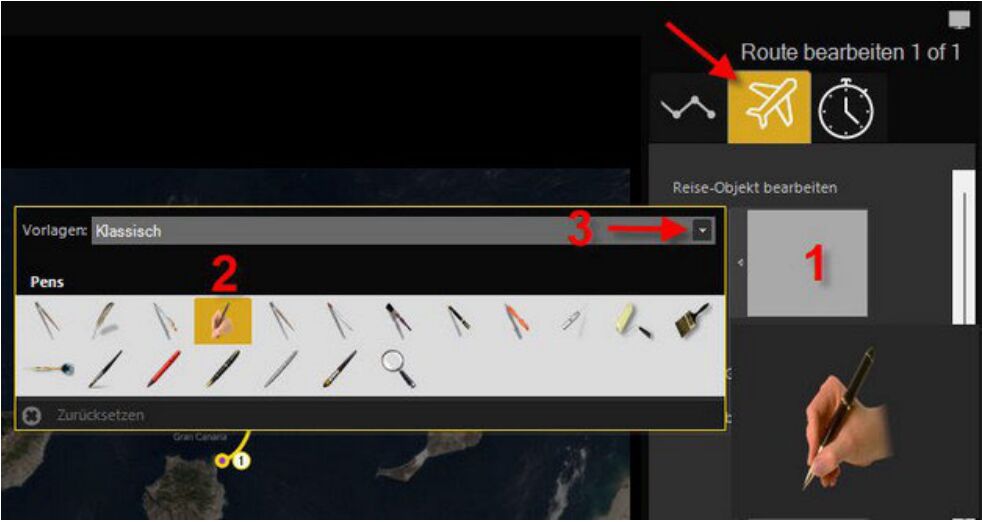 Route bearbeiten 1 of 1
Reise-Objekt bearbeiten
Vorlagen: Klassisch
3
1
2
Pens
Zurücksetzen
Gran Canaria
1